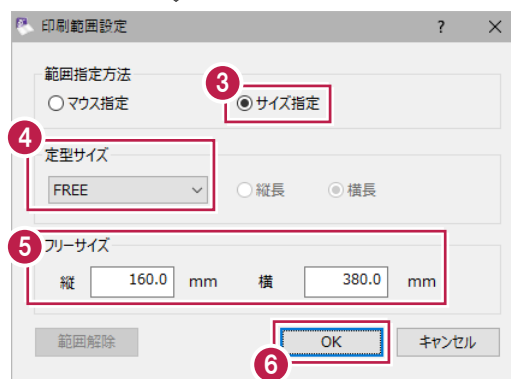 印刷範囲設定 ? ×
範囲指定方法
3
マウス指定 サイズ指定
4
定型サイズ
FREE 縦長 横長
5
フリーサイズ
縦 160.0 mm 横 380.0 mm
範囲解除 OK キャンセル
6